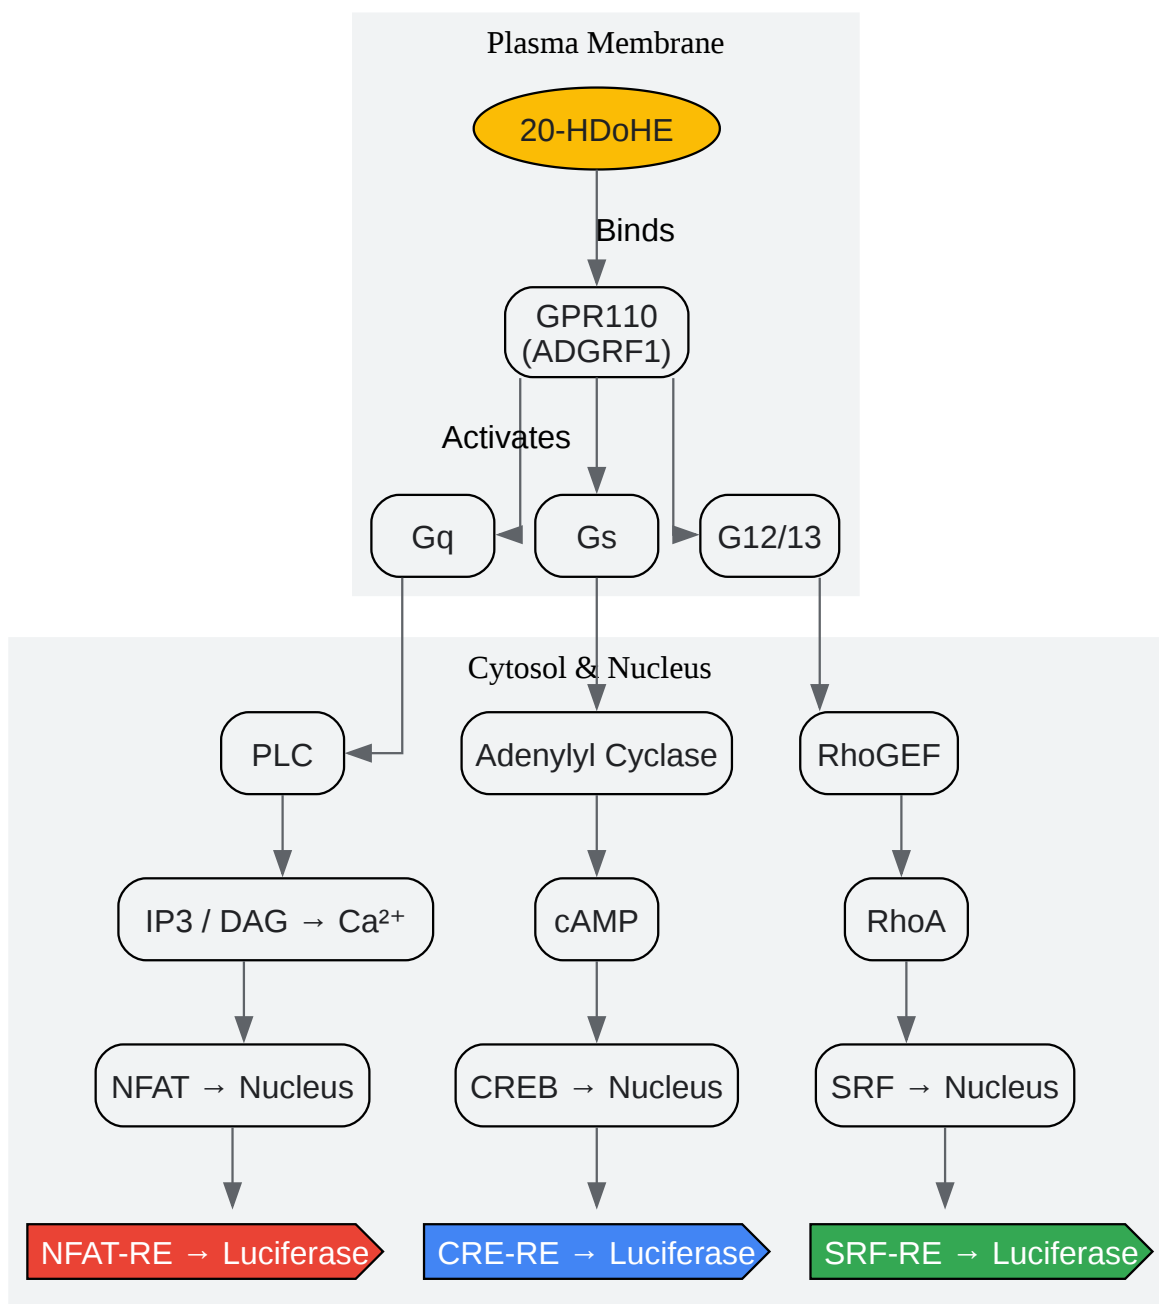 Plasma Membrane
20-HDoHE
Binds
GPR110
(ADGRF1)
Activates
Gq
Gs
G12/13
Cytosol & Nucleus
PLC
Adenylyl Cyclase
RhoGEF
IP3 / DAG → Ca²⁺
cAMP
RhoA
NFAT → Nucleus
CREB → Nucleus
SRF → Nucleus
NFAT-RE → Luciferase
CRE-RE → Luciferase
SRF-RE → Luciferase